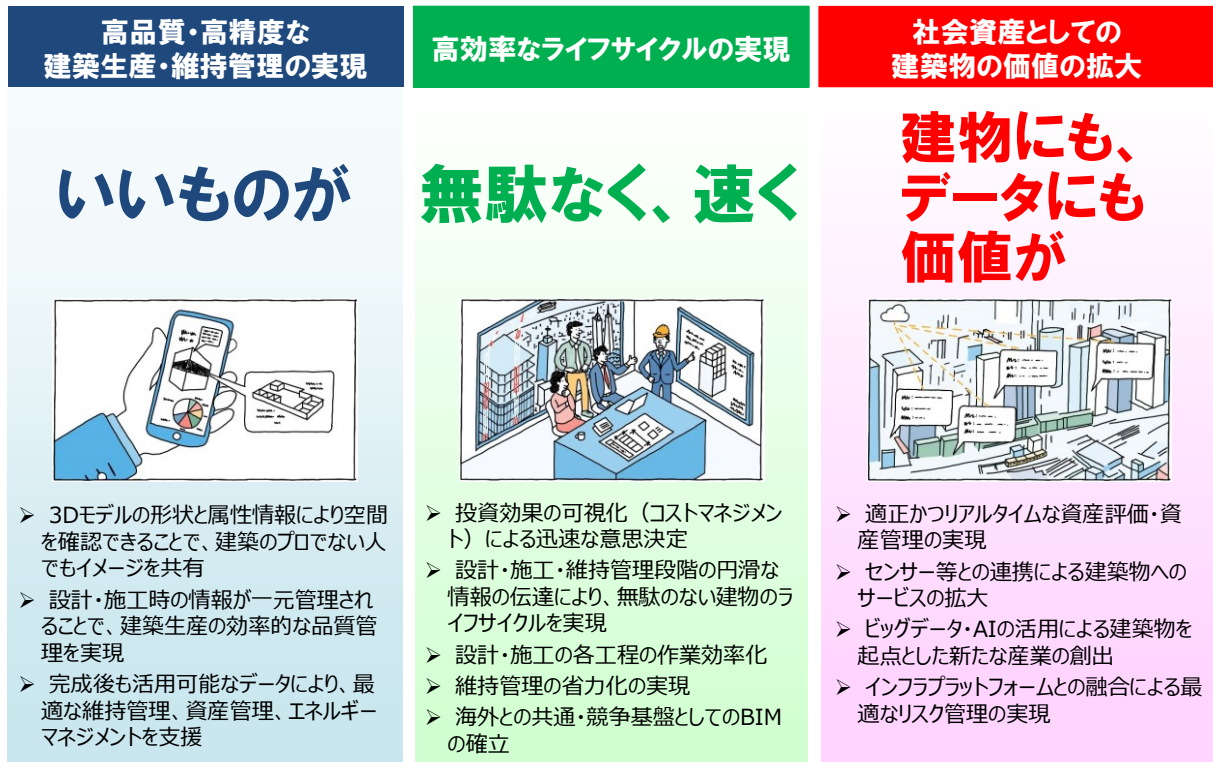 高品質・高精度な
建築生産・維持管理の実現
いいものが
➢ 3Dモデルの形状と属性情報により空間
を確認できることで、建築のプロでない人
でもイメージを共有
➢ 設計・施工時の情報が一元管理され
ることで、建築生産の効率的な品質管
理を実現
➢ 完成後も活用可能なデータにより、最
適な維持管理、資産管理、エネルギー
マネジメントを支援
高効率なライフサイクルの実現
無駄なく、速く
➢ 投資効果の可視化（コストマネジメン
ト）による迅速な意思決定
➢ 設計・施工・維持管理段階の円滑な
情報の伝達により、無駄のない建物のラ
イフサイクルを実現
➢ 設計・施工の各工程の作業効率化
➢ 維持管理の省力化の実現
➢ 海外との共通・競争基盤としてのBIM
の確立
社会資産としての
建築物の価値の拡大
建物にも、
データにも
価値が
➢ 適正かつリアルタイムな資産評価・資
産管理の実現
➢ センサー等との連携による建築物への
サービスの拡大
➢ ビッグデータ・AIの活用による建築物を
起点とした新たな産業の創出
➢ インフラプラットフォームとの融合による最
適なリスク管理の実現